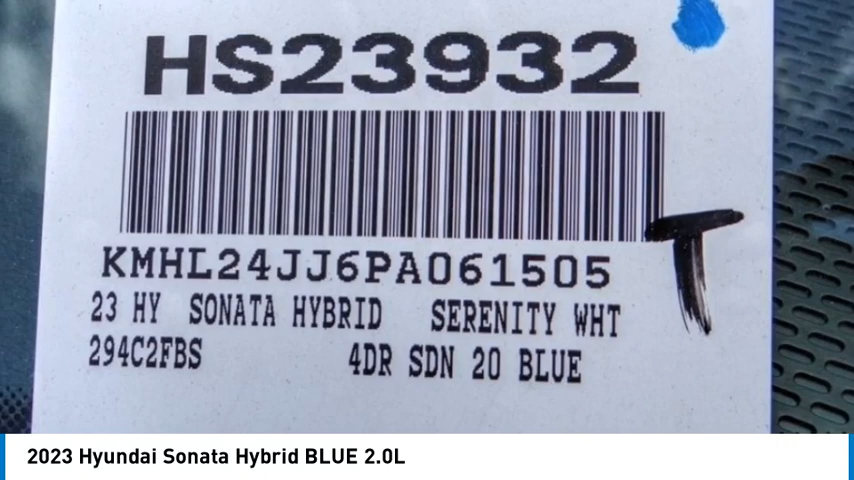 HS23932
T
KMHL24JJ6PA061505
23 HY SONATA HYBRID SERENITY WHT
294C2FBS 4DR SDN 20 BLUE
2023 Hyundai Sonata Hybrid BLUE 2.0L